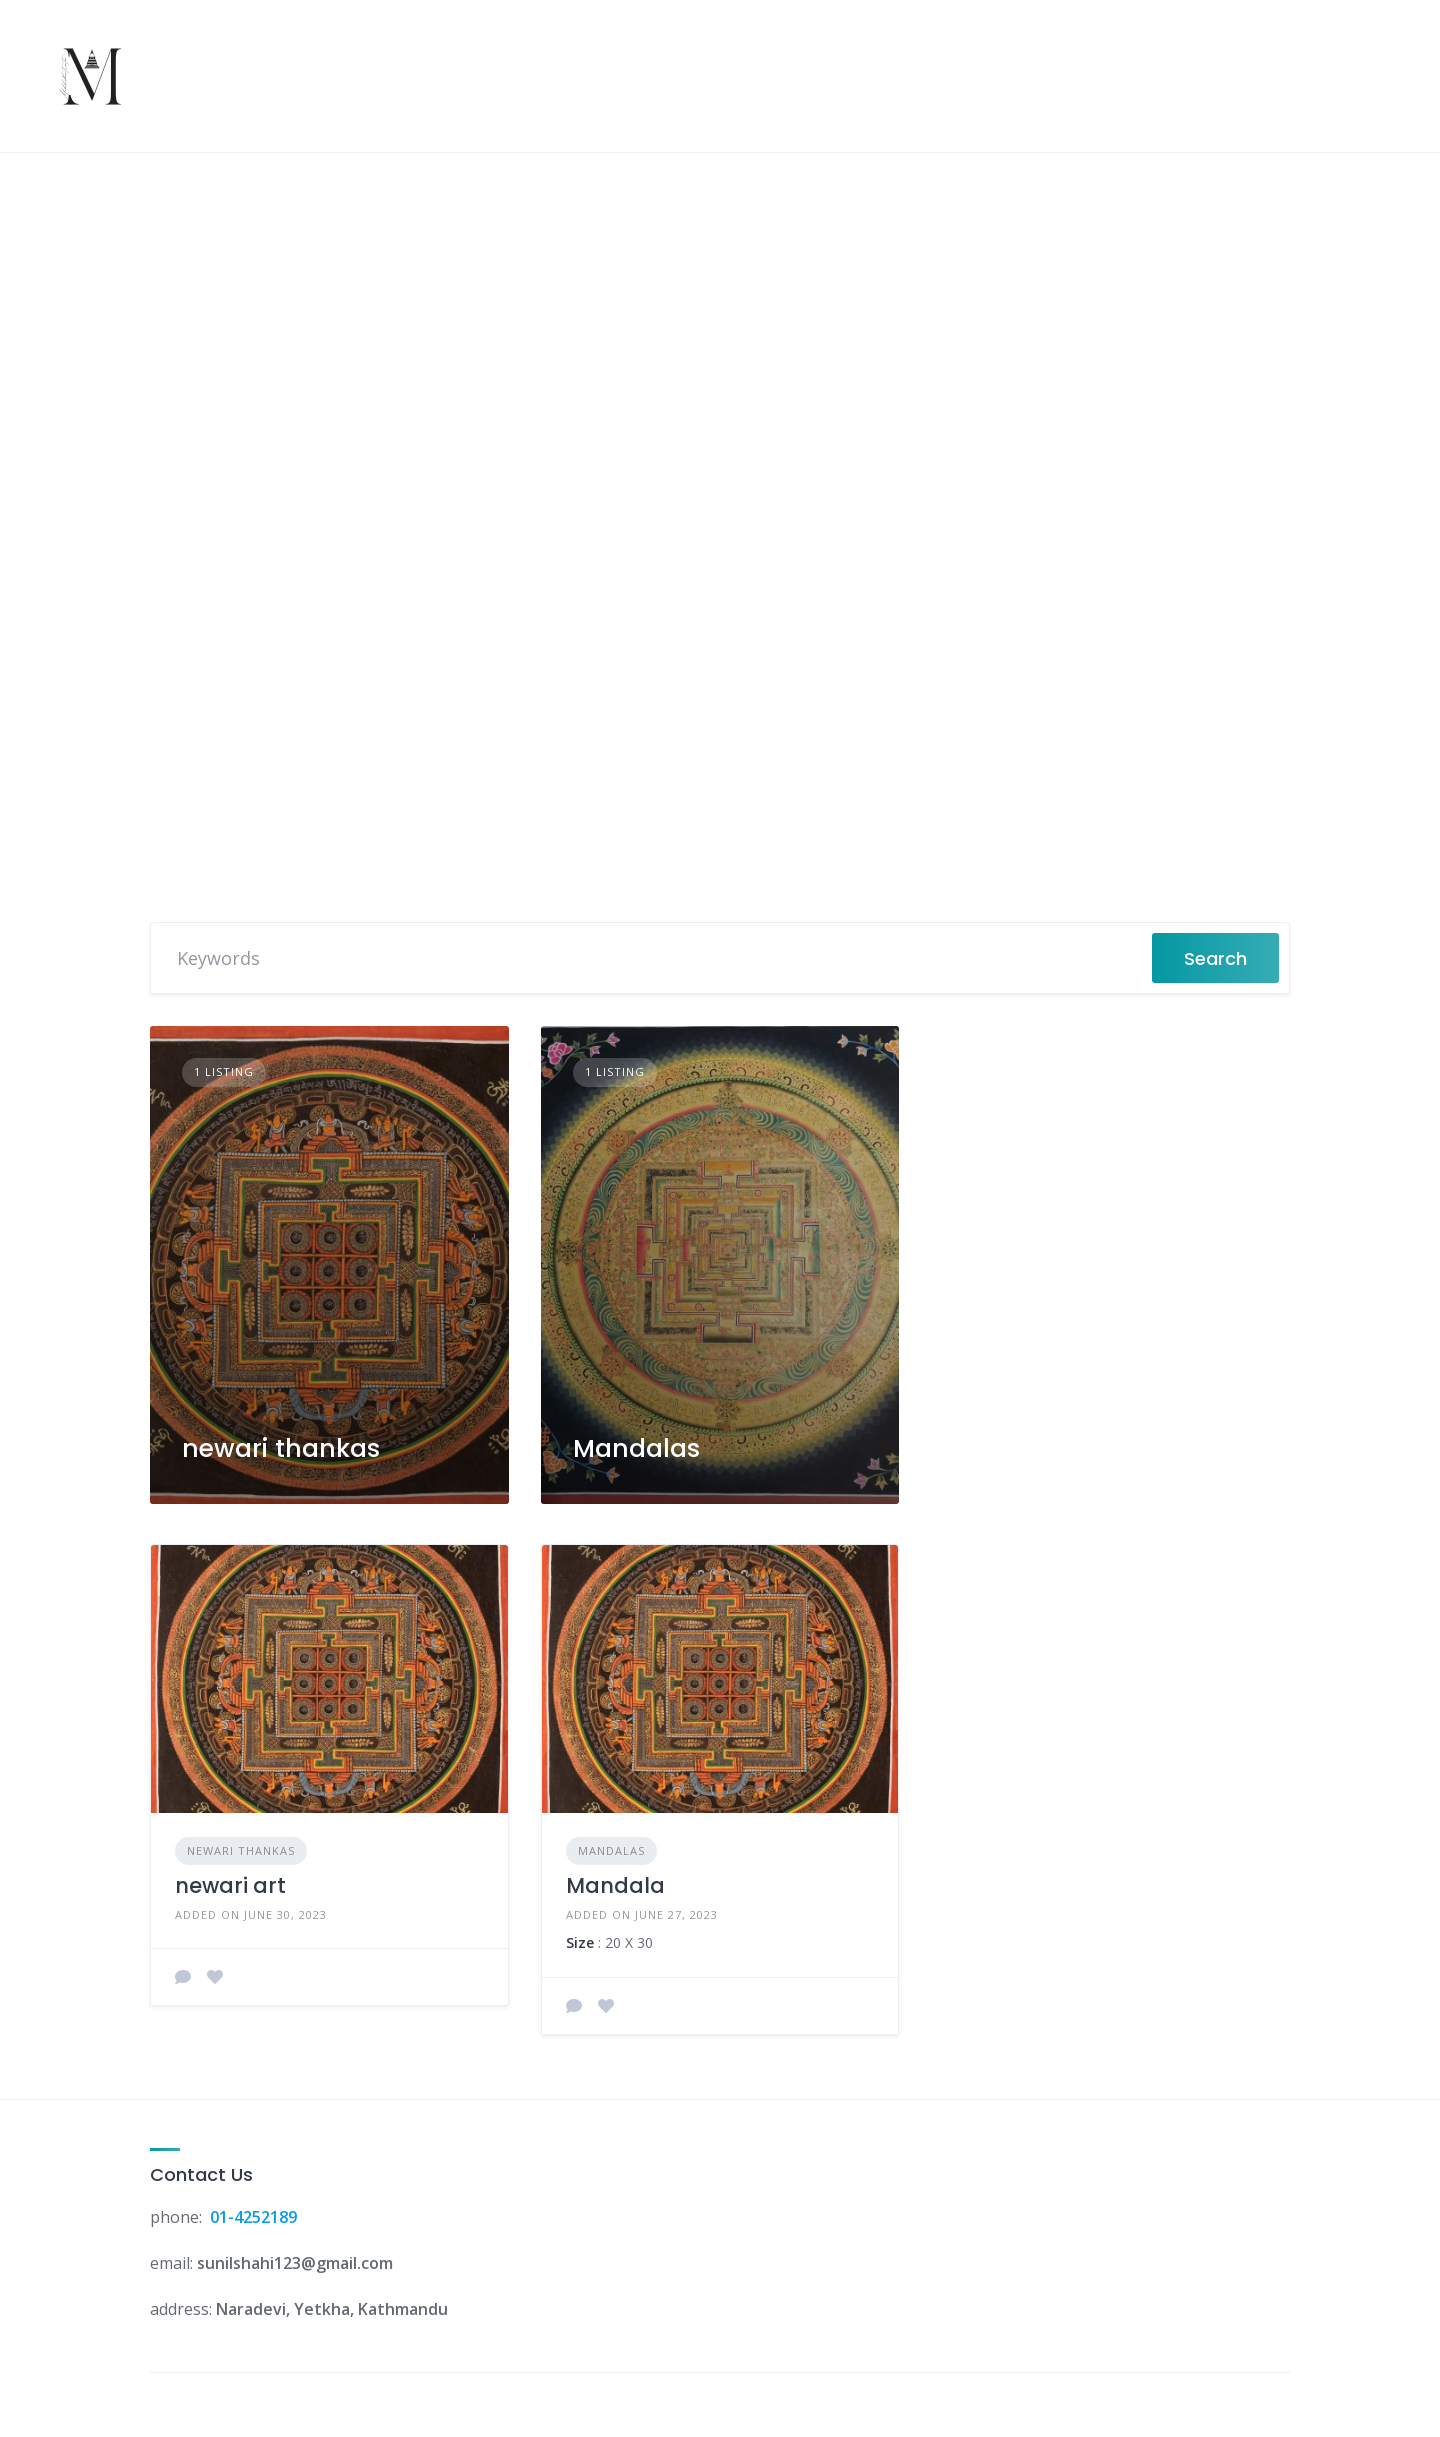 M
Keywords
Search
1 LISTING
newari thankas
1 LISTING
Mandalas
NEWARI THANKAS
newari art
ADDED ON JUNE 30, 2023
MANDALAS
Mandala
ADDED ON JUNE 27, 2023
Size : 20 X 30
Contact Us
phone: 01-4252189
email: sunilshahi123@gmail.com
address: Naradevi, Yetkha, Kathmandu